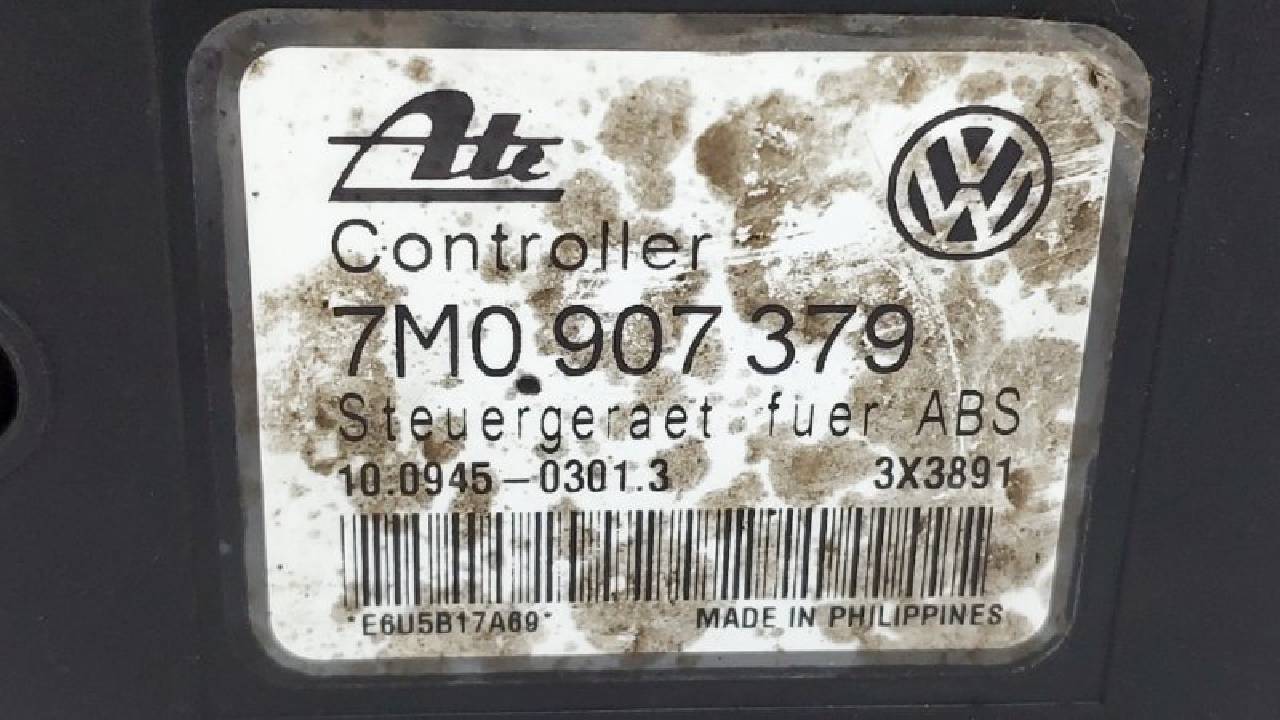 Ate
Controller
7M0 907 379
Steuergeraet fuer ABS
10.0945-0301.3 3X3891
*E6U5B17A69* MADE IN PHILIPPINES